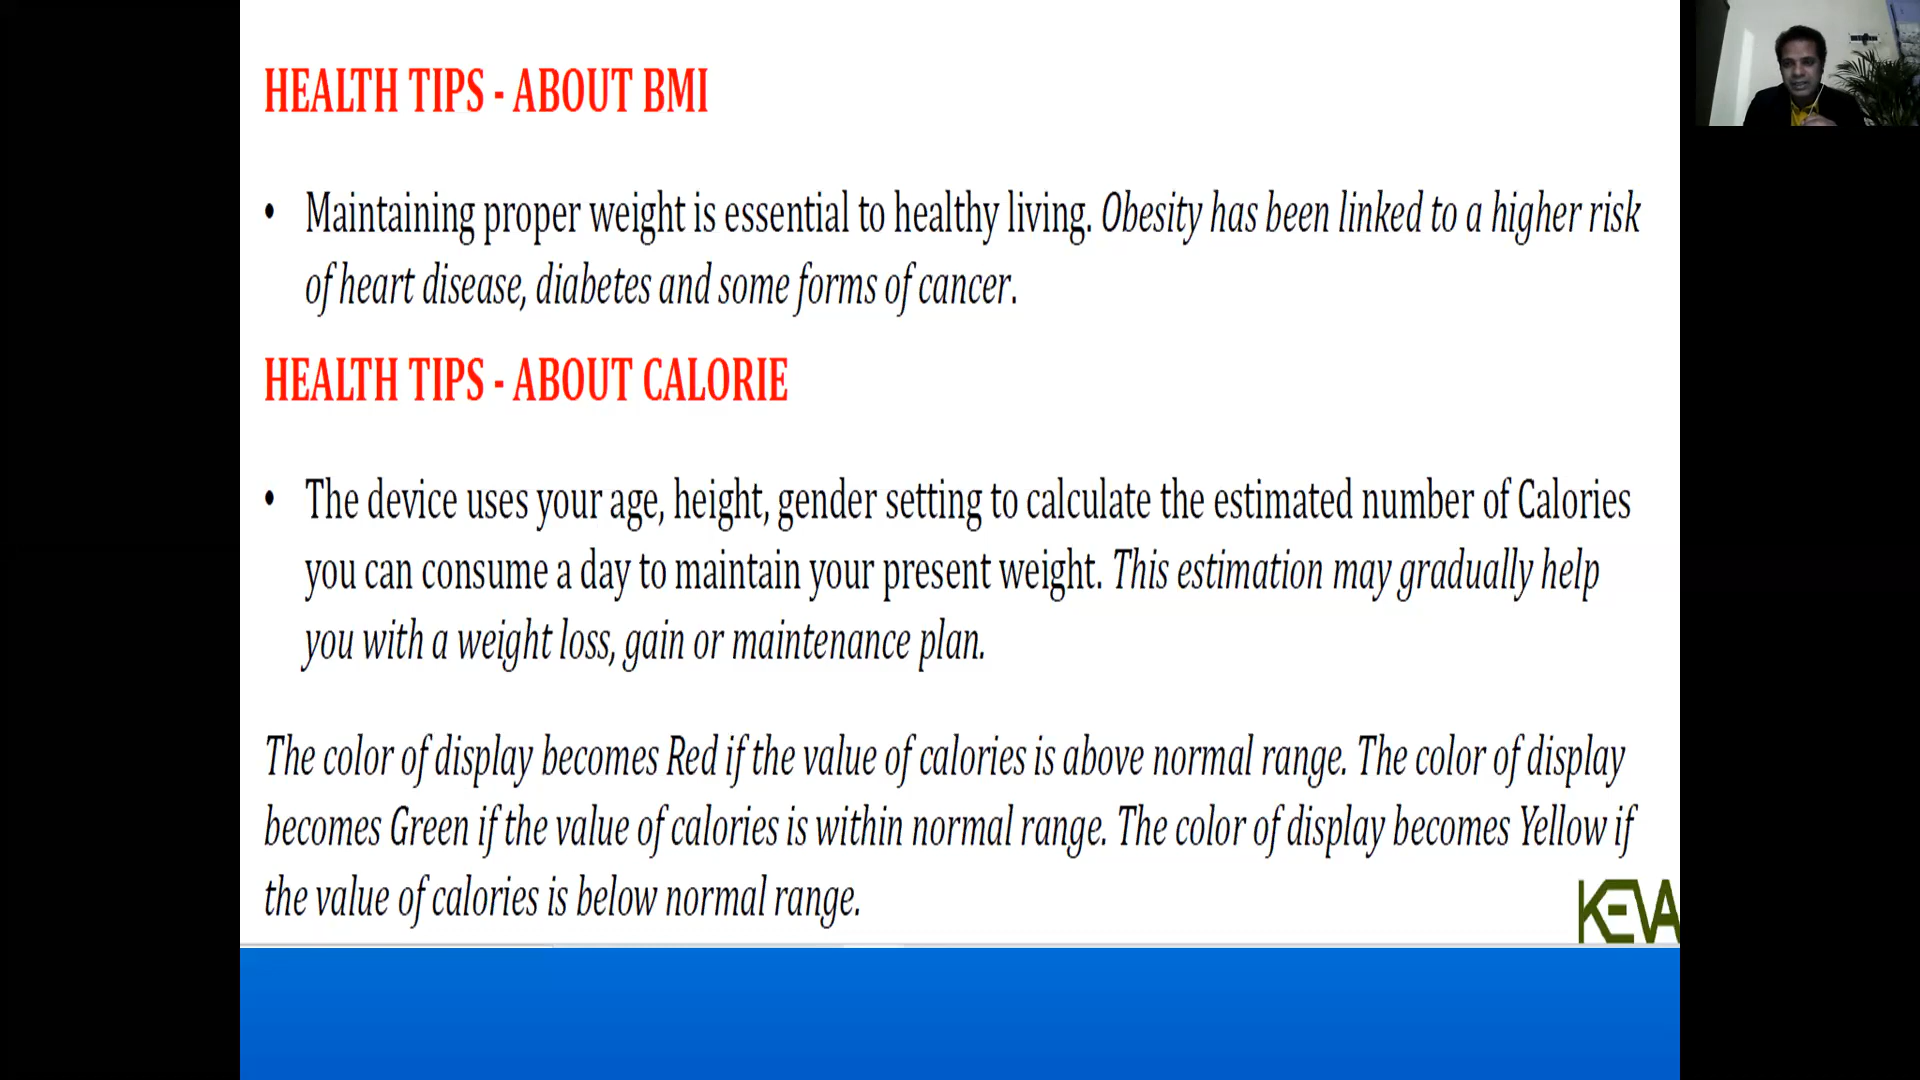 HEALTH TIPS - ABOUT BMI
• Maintaining proper weight is essential to healthy living. Obesity has been linked to a higher risk
of heart disease, diabetes and some forms of cancer.
HEALTH TIPS - ABOUT CALORIE
• The device uses your age, height, gender setting to calculate the estimated number of Calories
you can consume a day to maintain your present weight. This estimation may gradually help
you with a weight loss, gain or maintenance plan.
The color of display becomes Red if the value of calories is above normal range. The color of display
becomes Green if the value of calories is within normal range. The color of display becomes Yellow if
the value of calories is below normal range.
KEVA